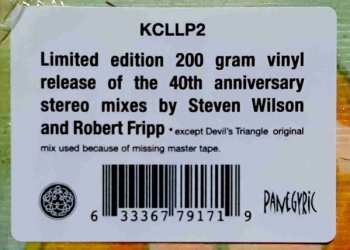 KCLLP2
Limited edition 200 gram vinyl
release of the 40th anniversary
stereo mixes by Steven Wilson
and Robert Fripp * except Devil's Triangle original
mix used because of missing master tape.
PANEGYRIC
6 33367 79171 9